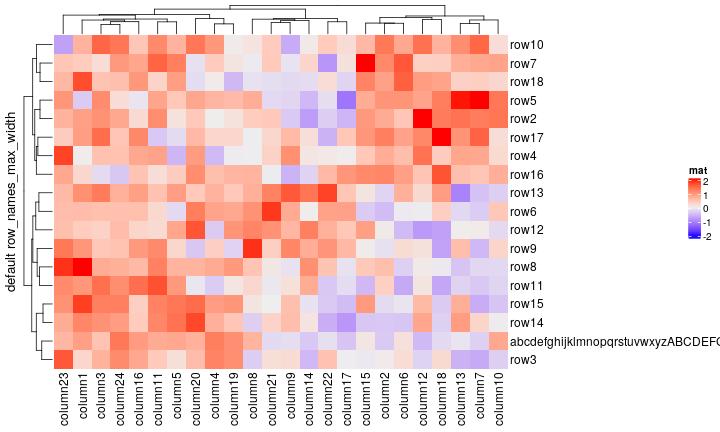 default row_names_max_width
row10
row7
row18
row5
row2
row17
row4
row16
row13
row6
row12
row9
row8
row11
row15
row14
abcdefghijklmnopqrstuvwxyzABCDEFG
row3
mat
2
1
0
-1
-2
column23
column1
column3
column24
column16
column11
column5
column20
column4
column19
column8
column21
column9
column14
column22
column17
column15
column2
column6
column12
column18
column13
column7
column10